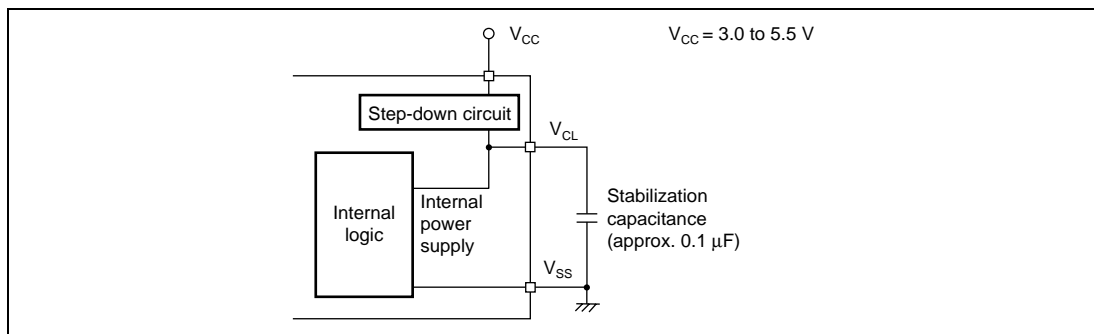 V_CC
V_CC = 3.0 to 5.5 V
Step-down circuit
V_CL
Internal
logic
Internal
power
supply
Stabilization
capacitance
(approx. 0.1 μF)
V_SS